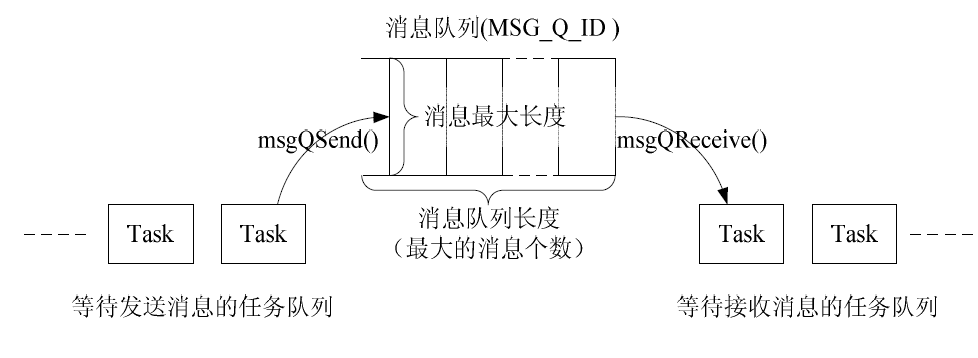 消息队列(MSG_Q_ID )
消息最大长度
msgQSend()
msgQReceive()
消息队列长度
（最大的消息个数）
Task
Task
Task
Task
等待发送消息的任务队列
等待接收消息的任务队列